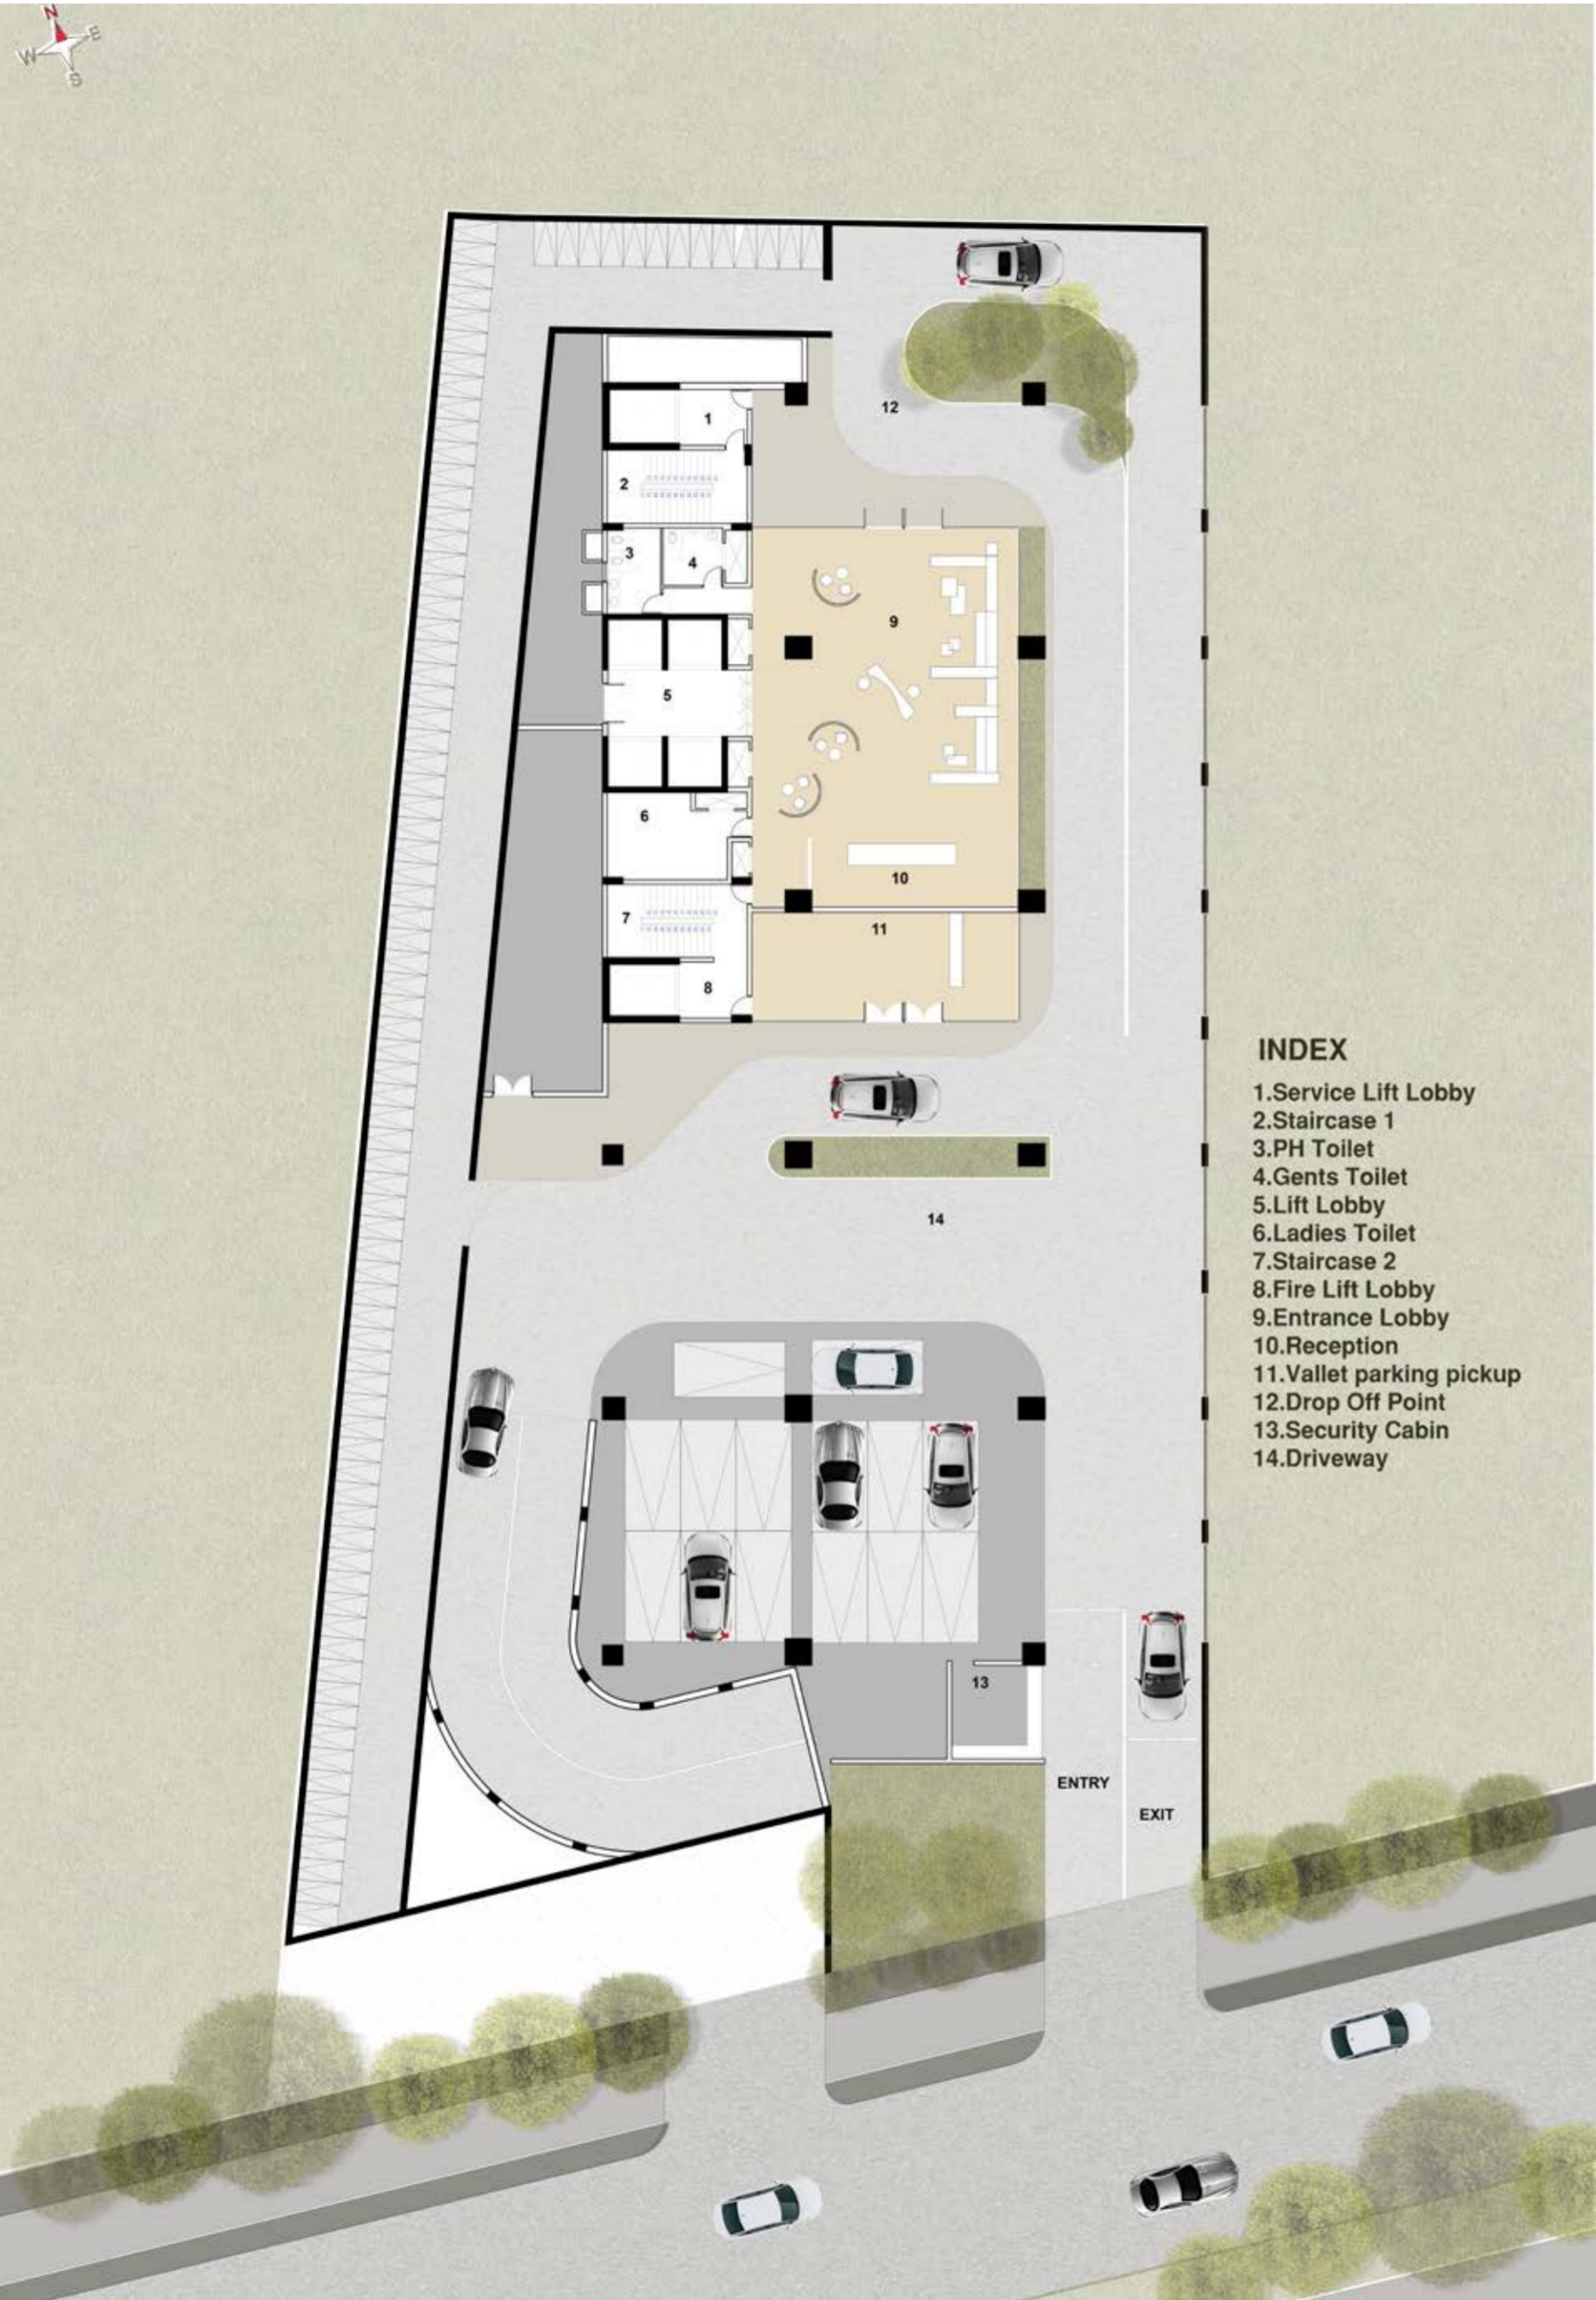 N
E
W
S
1
12
2
3
4
9
5
6
10
7
11
8
INDEX
1.Service Lift Lobby
2.Staircase 1
3.PH Toilet
4.Gents Toilet
5.Lift Lobby
6.Ladies Toilet
7.Staircase 2
8.Fire Lift Lobby
9.Entrance Lobby
10.Reception
11.Vallet parking pickup
12.Drop Off Point
13.Security Cabin
14.Driveway
14
13
ENTRY
EXIT